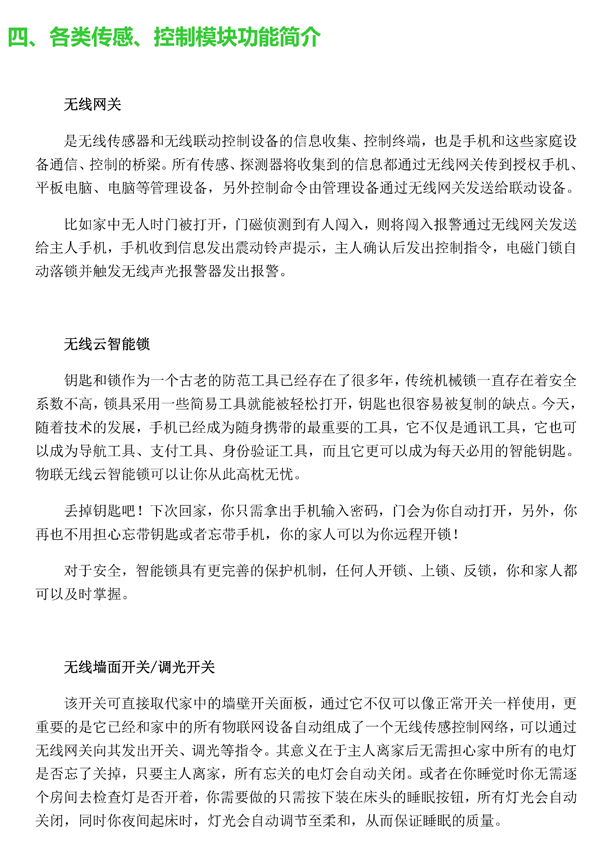 四、各类传感、控制模块功能简介
无线网关
是无线传感器和无线联动控制设备的信息收集、控制终端，也是手机和这些家庭设
备通信、控制的桥梁。所有传感、探测器将收集到的信息都通过无线网关传到授权手机、
平板电脑、电脑等管理设备，另外控制命令由管理设备通过无线网关发送给联动设备。
比如家中无人时门被打开，门磁侦测到有人闯入，则将闯入报警通过无线网关发送
给主人手机，手机收到信息发出震动铃声提示，主人确认后发出控制指令，电磁门锁自
动落锁并触发无线声光报警器发出报警。
无线云智能锁
钥匙和锁作为一个古老的防范工具已经存在了很多年，传统机械锁一直存在着安全
系数不高，锁具采用一些简易工具就能被轻松打开，钥匙也很容易被复制的缺点。今天，
随着技术的发展，手机已经成为随身携带的最重要的工具，它不仅是通讯工具，它也可
以成为导航工具、支付工具、身份验证工具，而且它更可以成为每天必用的智能钥匙。
物联无线云智能锁可以让你从此高枕无忧。
丢掉钥匙吧！下次回家，你只需拿出手机输入密码，门会为你自动打开，另外，你
再也不用担心忘带钥匙或者忘带手机，你的家人可以为你远程开锁！
对于安全，智能锁具有更完善的保护机制，任何人开锁、上锁、反锁，你和家人都
可以及时掌握。
无线墙面开关/调光开关
该开关可直接取代家中的墙壁开关面板，通过它不仅可以像正常开关一样使用，更
重要的是它已经和家中的所有物联网设备自动组成了一个无线传感控制网络，可以通过
无线网关向其发出开关、调光等指令。其意义在于主人离家后无需担心家中所有的电灯
是否忘了关掉，只要主人离家，所有忘关的电灯会自动关闭。或者在你睡觉时你无需逐
个房间去检查灯是否开着，你需要做的只需按下装在床头的睡眠按钮，所有灯光会自动
关闭，同时你夜间起床时，灯光会自动调节至柔和，从而保证睡眠的质量。